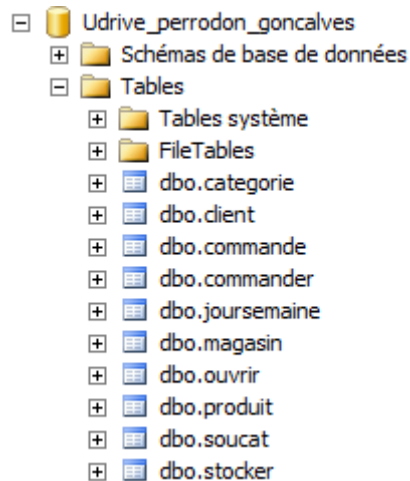 Udrive_perrodon_goncalves
Schémas de base de données
Tables
Tables système
FileTables
dbo.categorie
dbo.client
dbo.commande
dbo.commander
dbo.joursemaine
dbo.magasin
dbo.ouvrir
dbo.produit
dbo.soucat
dbo.stocker